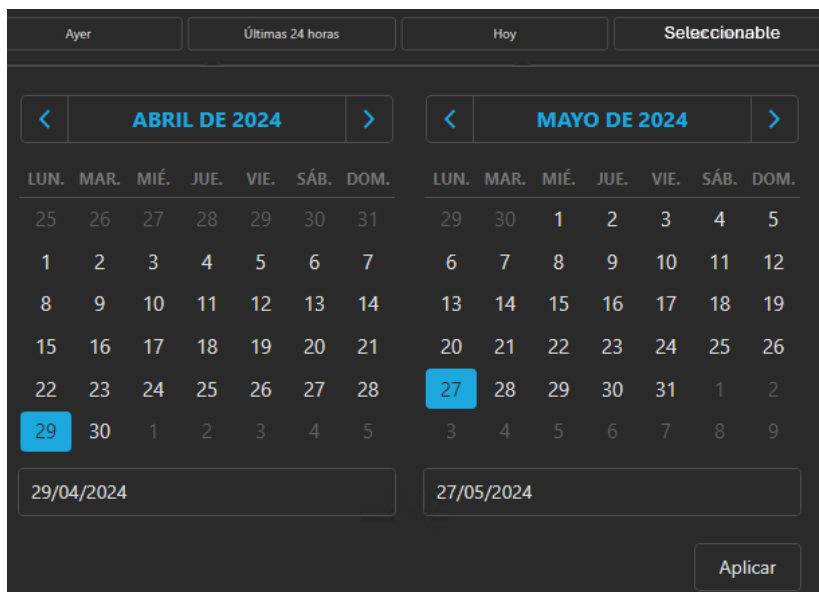 Ayer Últimas 24 horas Hoy Seleccionable
ABRIL DE 2024
LUN. MAR. MIÉ. JUE. VIE. SÁB. DOM.
25 26 27 28 29 30 31
1 2 3 4 5 6 7
8 9 10 11 12 13 14
15 16 17 18 19 20 21
22 23 24 25 26 27 28
29 30 1 2 3 4 5
29/04/2024
MAYO DE 2024
LUN. MAR. MIÉ. JUE. VIE. SÁB. DOM.
29 30 1 2 3 4 5
6 7 8 9 10 11 12
13 14 15 16 17 18 19
20 21 22 23 24 25 26
27 28 29 30 31 1 2
3 4 5 6 7 8 9
27/05/2024
Aplicar